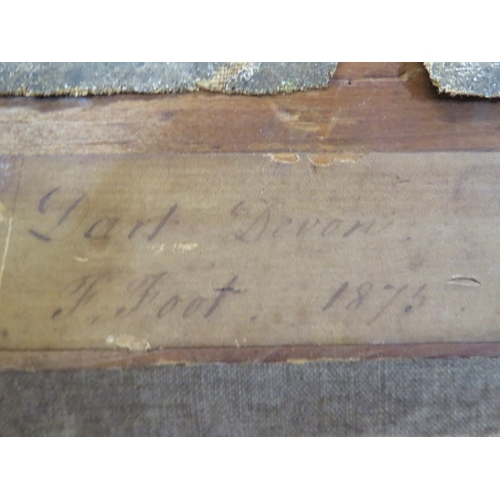 Dart Devon.
F. Foot. 1875.